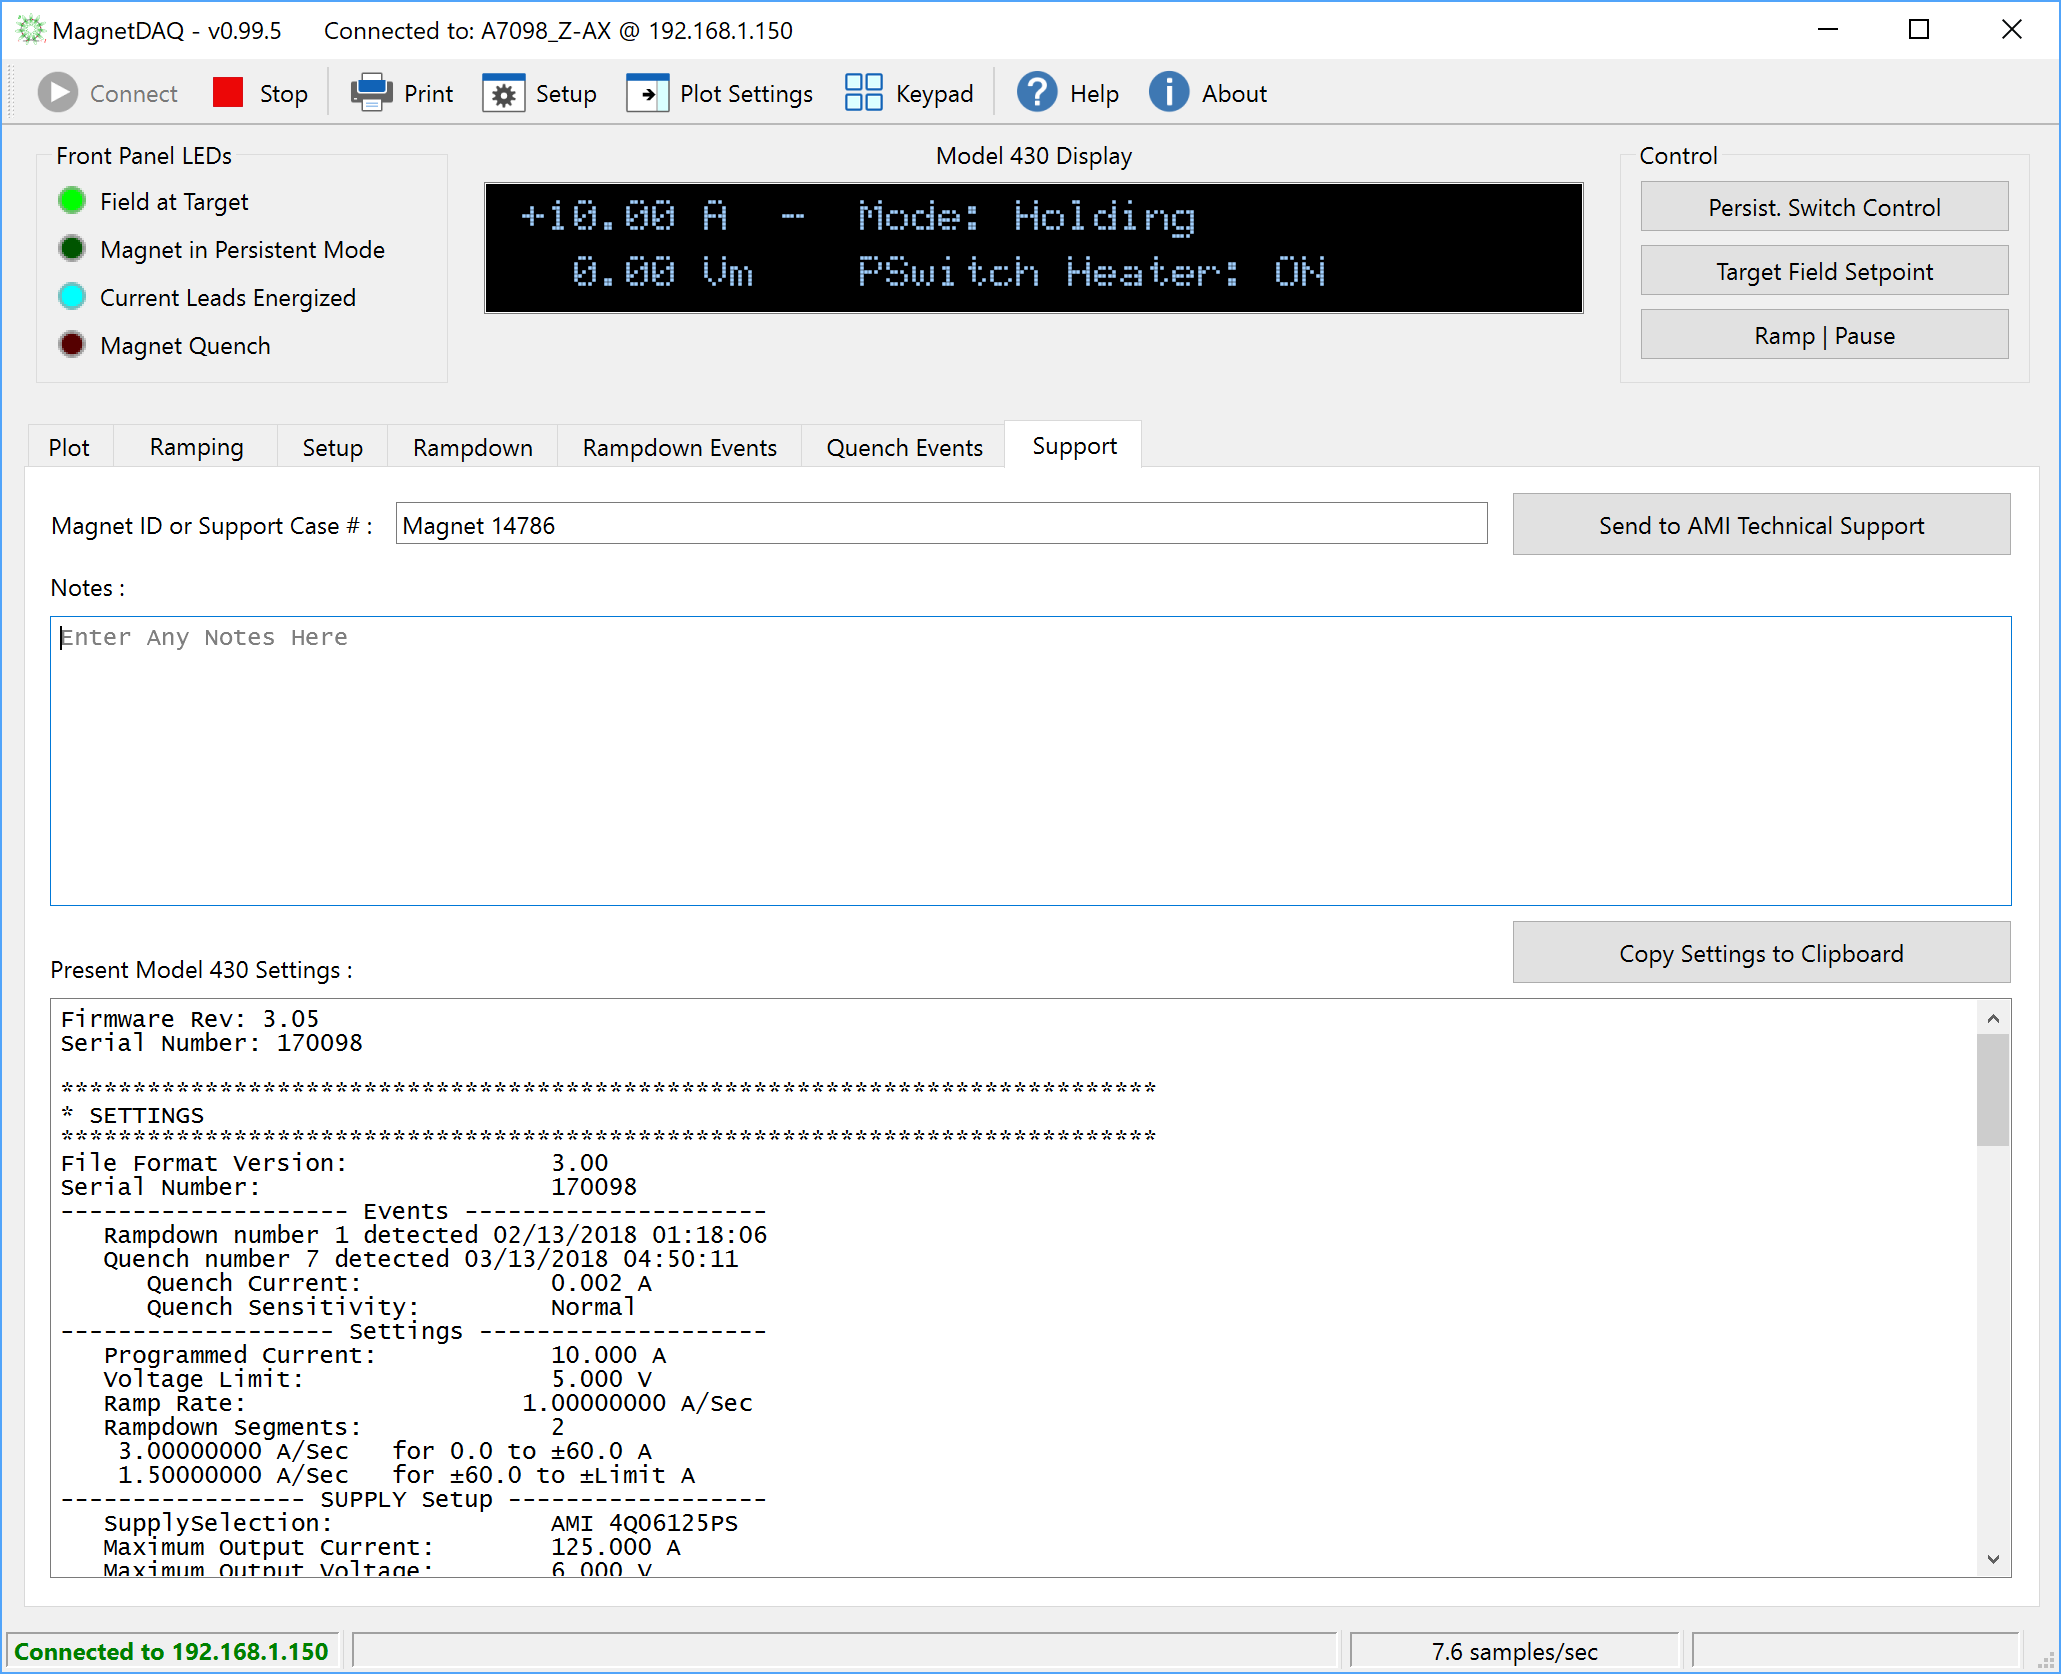 MagnetDAQ - v0.99.5 Connected to: A7098_Z-AX @ 192.168.1.150
Connect Stop Print Setup Plot Settings Keypad Help About
Front Panel LEDs
Field at Target
Magnet in Persistent Mode
Current Leads Energized
Magnet Quench
Model 430 Display
+10.00 A - Mode: Holding
0.00 Vm PSwitch Heater: ON
Control
Persist. Switch Control
Target Field Setpoint
Ramp | Pause
Plot Ramping Setup Rampdown Rampdown Events Quench Events Support
Magnet ID or Support Case # : Magnet 14786 Send to AMI Technical Support
Notes :
Enter Any Notes Here
Copy Settings to Clipboard
Present Model 430 Settings :
Firmware Rev: 3.05
Serial Number: 170098
****************************************************************************
* SETTINGS
****************************************************************************
File Format Version: 3.00
Serial Number: 170098
-------------------- Events ---------------------
Rampdown number 1 detected 02/13/2018 01:18:06
Quench number 7 detected 03/13/2018 04:50:11
Quench Current: 0.002 A
Quench Sensitivity: Normal
------------------- Settings --------------------
Programmed Current: 10.000 A
Voltage Limit: 5.000 V
Ramp Rate: 1.00000000 A/Sec
Rampdown Segments: 2
3.00000000 A/Sec for 0.0 to ±60.0 A
1.50000000 A/Sec for ±60.0 to ±Limit A
----------------- SUPPLY Setup ------------------
SupplySelection: AMI 4Q06125PS
Maximum Output Current: 125.000 A
Maximum Output Voltage: 6.000 V
Connected to 192.168.1.150 7.6 samples/sec